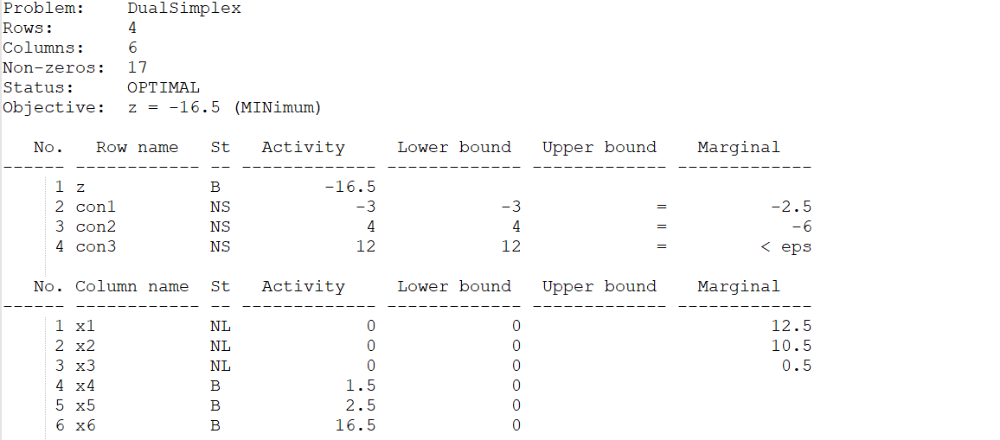 Problem:    DualSimplex
Rows:       4
Columns:    6
Non-zeros:  17
Status:     OPTIMAL
Objective:  z = -16.5 (MINimum)
   No.   Row name   St   Activity     Lower bound   Upper bound    Marginal
------ ------------ -- ------------- ------------- ------------- -------------
     1 z            B          -16.5
     2 con1         NS            -3            -3             =          -2.5
     3 con2         NS             4             4             =            -6
     4 con3         NS            12            12             =         < eps
   No. Column name  St   Activity     Lower bound   Upper bound    Marginal
------ ------------ -- ------------- ------------- ------------- -------------
     1 x1           NL             0             0                        12.5
     2 x2           NL             0             0                        10.5
     3 x3           NL             0             0                         0.5
     4 x4           B            1.5             0
     5 x5           B            2.5             0
     6 x6           B           16.5             0